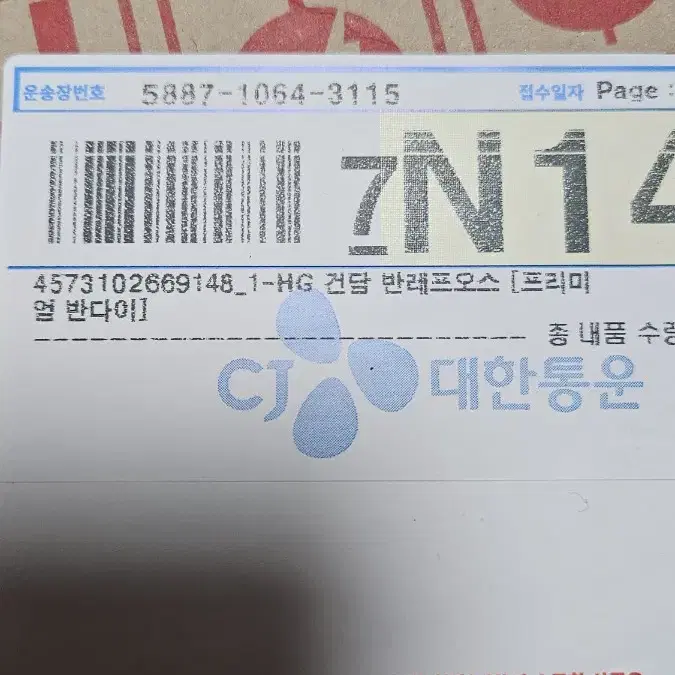 운송장번호 5887-1064-3115 접수일자 Page :
7N14
4573102669148_1-HG 건담 반레프오스 [프리미
엄 반다이]
종 내품 수량
CJ 대한통운